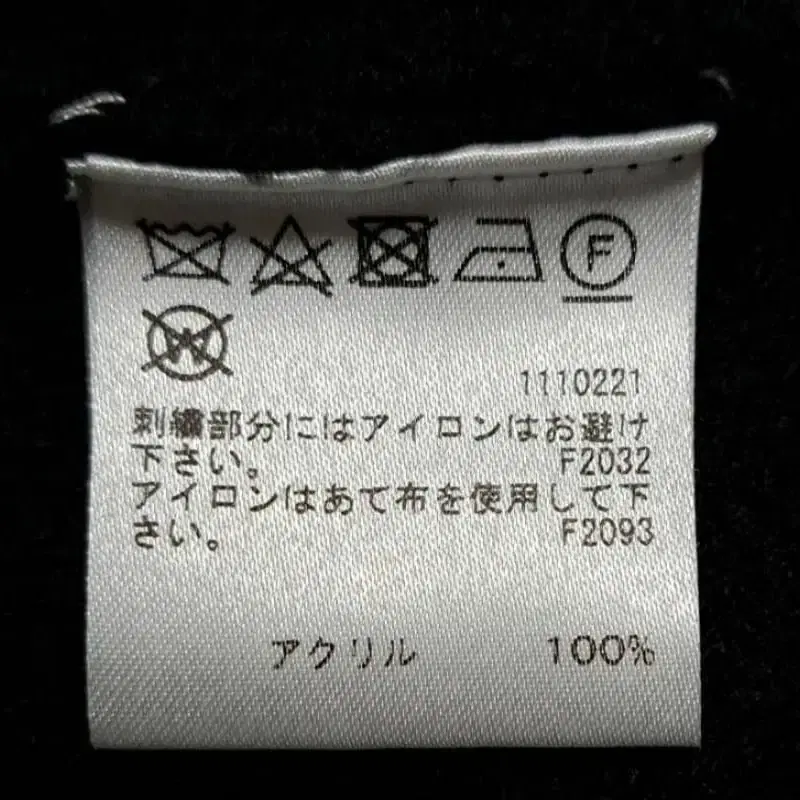 F
W
1110221
刺繍部分にはアイロンはお避け
下さい。 F2032
アイロンはあて布を使用して下
さい。 F2093
アクリル 100%